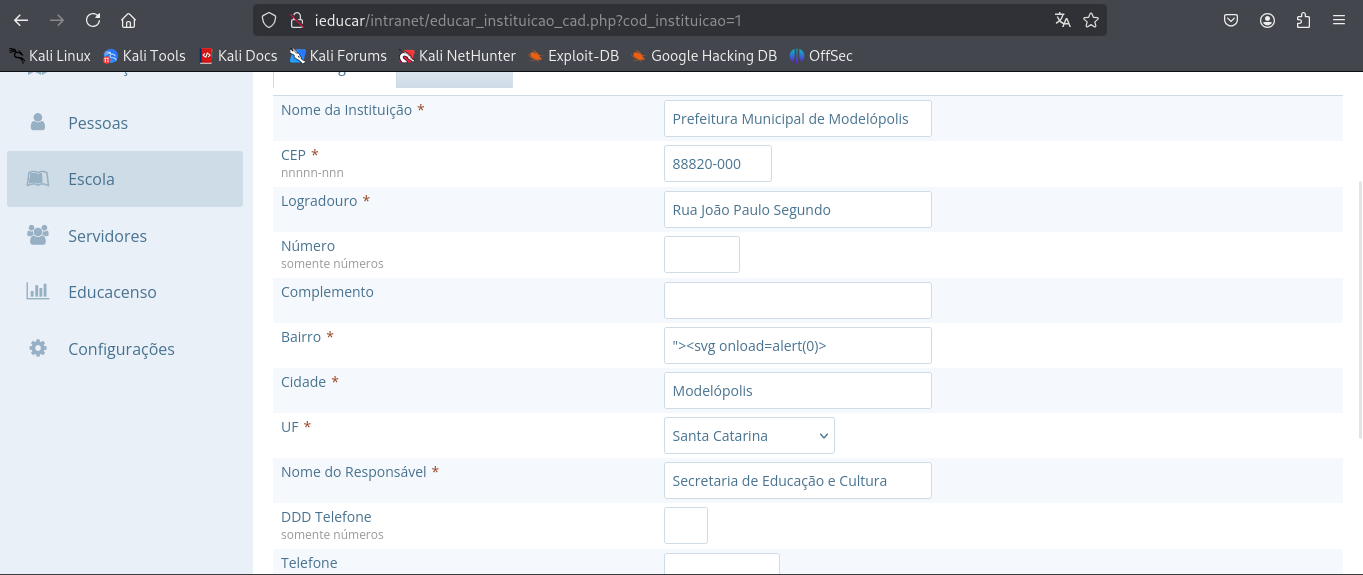 ieducar/intranet/educar_instituicao_cad.php?cod_instituicao=1
Kali Linux Kali Tools Kali Docs Kali Forums Kali NetHunter Exploit-DB Google Hacking DB OffSec
Pessoas
Escola
Servidores
Educacenso
Configurações
Nome da Instituição * Prefeitura Municipal de Modelópolis
CEP * 88820-000
nnnnn-nnn
Logradouro * Rua João Paulo Segundo
Número
somente números
Complemento
Bairro * "><svg onload=alert(0)>
Cidade * Modelópolis
UF * Santa Catarina
Nome do Responsável * Secretaria de Educação e Cultura
DDD Telefone
somente números
Telefone